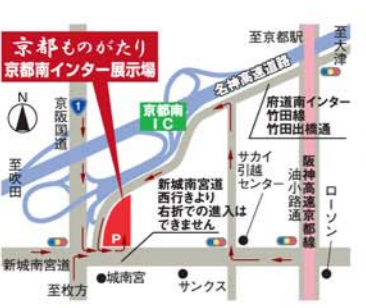 京都ものがたり
京都南インター展示場
至京都駅
至大津
名神高速道路
N
京阪国道
1
京都南
IC
府道南インター
竹田線
竹田出橋通
至吹田
サカイ
引越
センター
油小路通
阪神高速京都線
ローソン
新城南宮道
西行きより
右折での進入は
できません
P
新城南宮道
至枚方
城南宮
サンクス